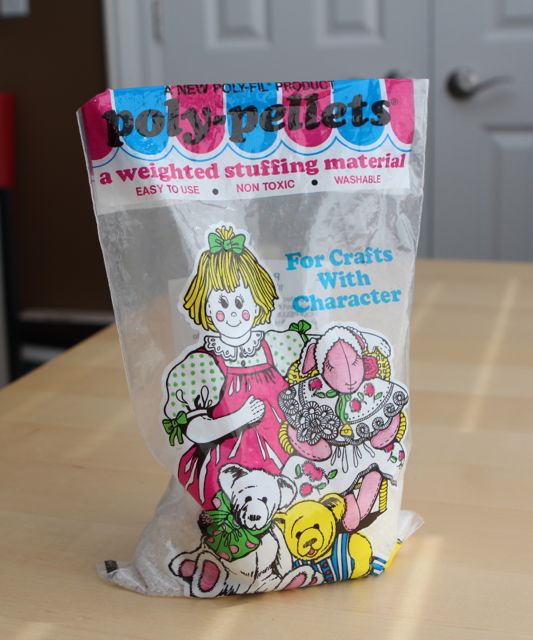 A NEW POLY-FIL® PRODUCT
poly-pellets®
a weighted stuffing material
EASY TO USE • NON TOXIC • WASHABLE
For Crafts
With
Character